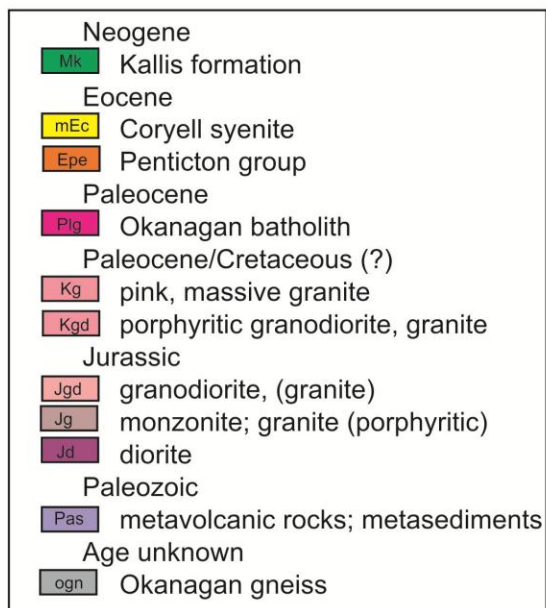 Neogene
Mk Kallis formation
Eocene
mEc Coryell syenite
Epe Penticton group
Paleocene
Plg Okanagan batholith
Paleocene/Cretaceous (?)
Kg pink, massive granite
Kgd porphyritic granodiorite, granite
Jurassic
Jgd granodiorite, (granite)
Jg monzonite; granite (porphyritic)
Jd diorite
Paleozoic
Pas metavolcanic rocks; metasediments
Age unknown
ogn Okanagan gneiss